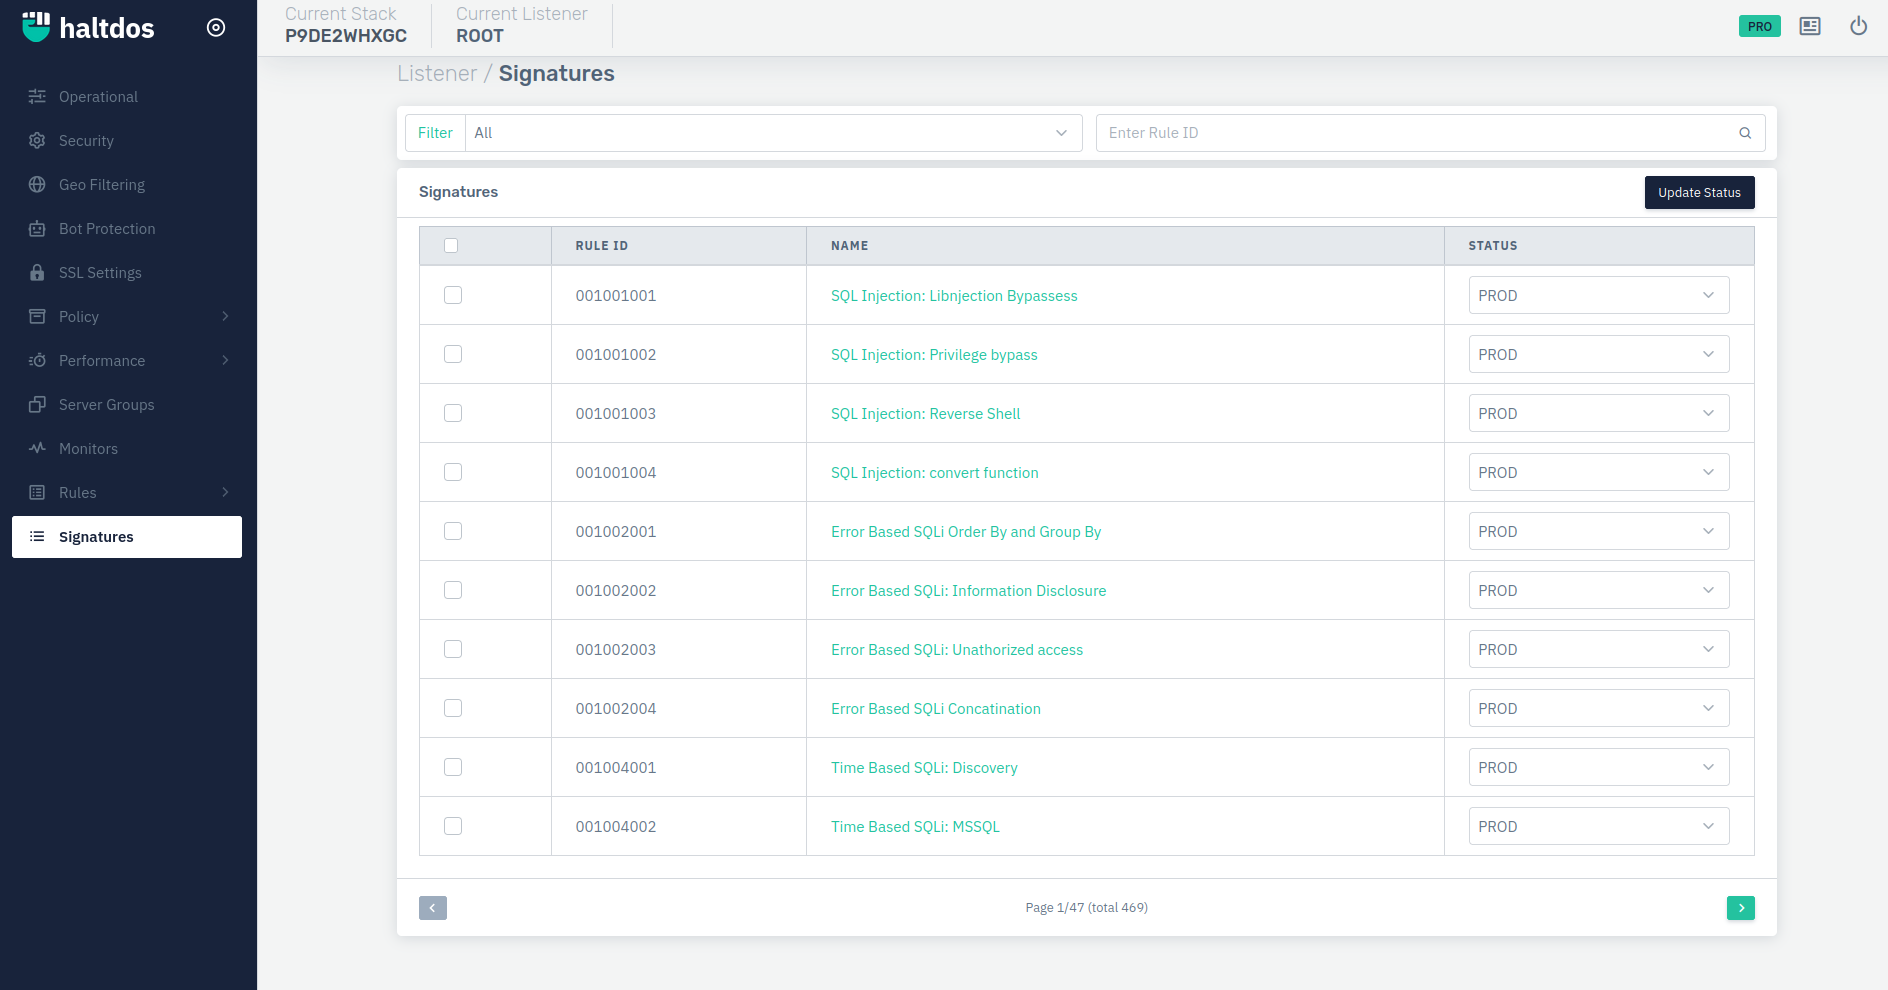 haltdos
Current Stack
P9DE2WHXGC
Current Listener
ROOT
PRO
Operational
Security
Geo Filtering
Bot Protection
SSL Settings
Policy
Performance
Server Groups
Monitors
Rules
Signatures
Listener / Signatures
Filter All
Enter Rule ID
Signatures
Update Status
RULE ID NAME STATUS
001001001 SQL Injection: Libnjection Bypassess PROD
001001002 SQL Injection: Privilege bypass PROD
001001003 SQL Injection: Reverse Shell PROD
001001004 SQL Injection: convert function PROD
001002001 Error Based SQLi Order By and Group By PROD
001002002 Error Based SQLi: Information Disclosure PROD
001002003 Error Based SQLi: Unathorized access PROD
001002004 Error Based SQLi Concatination PROD
001004001 Time Based SQLi: Discovery PROD
001004002 Time Based SQLi: MSSQL PROD
Page 1/47 (total 469)